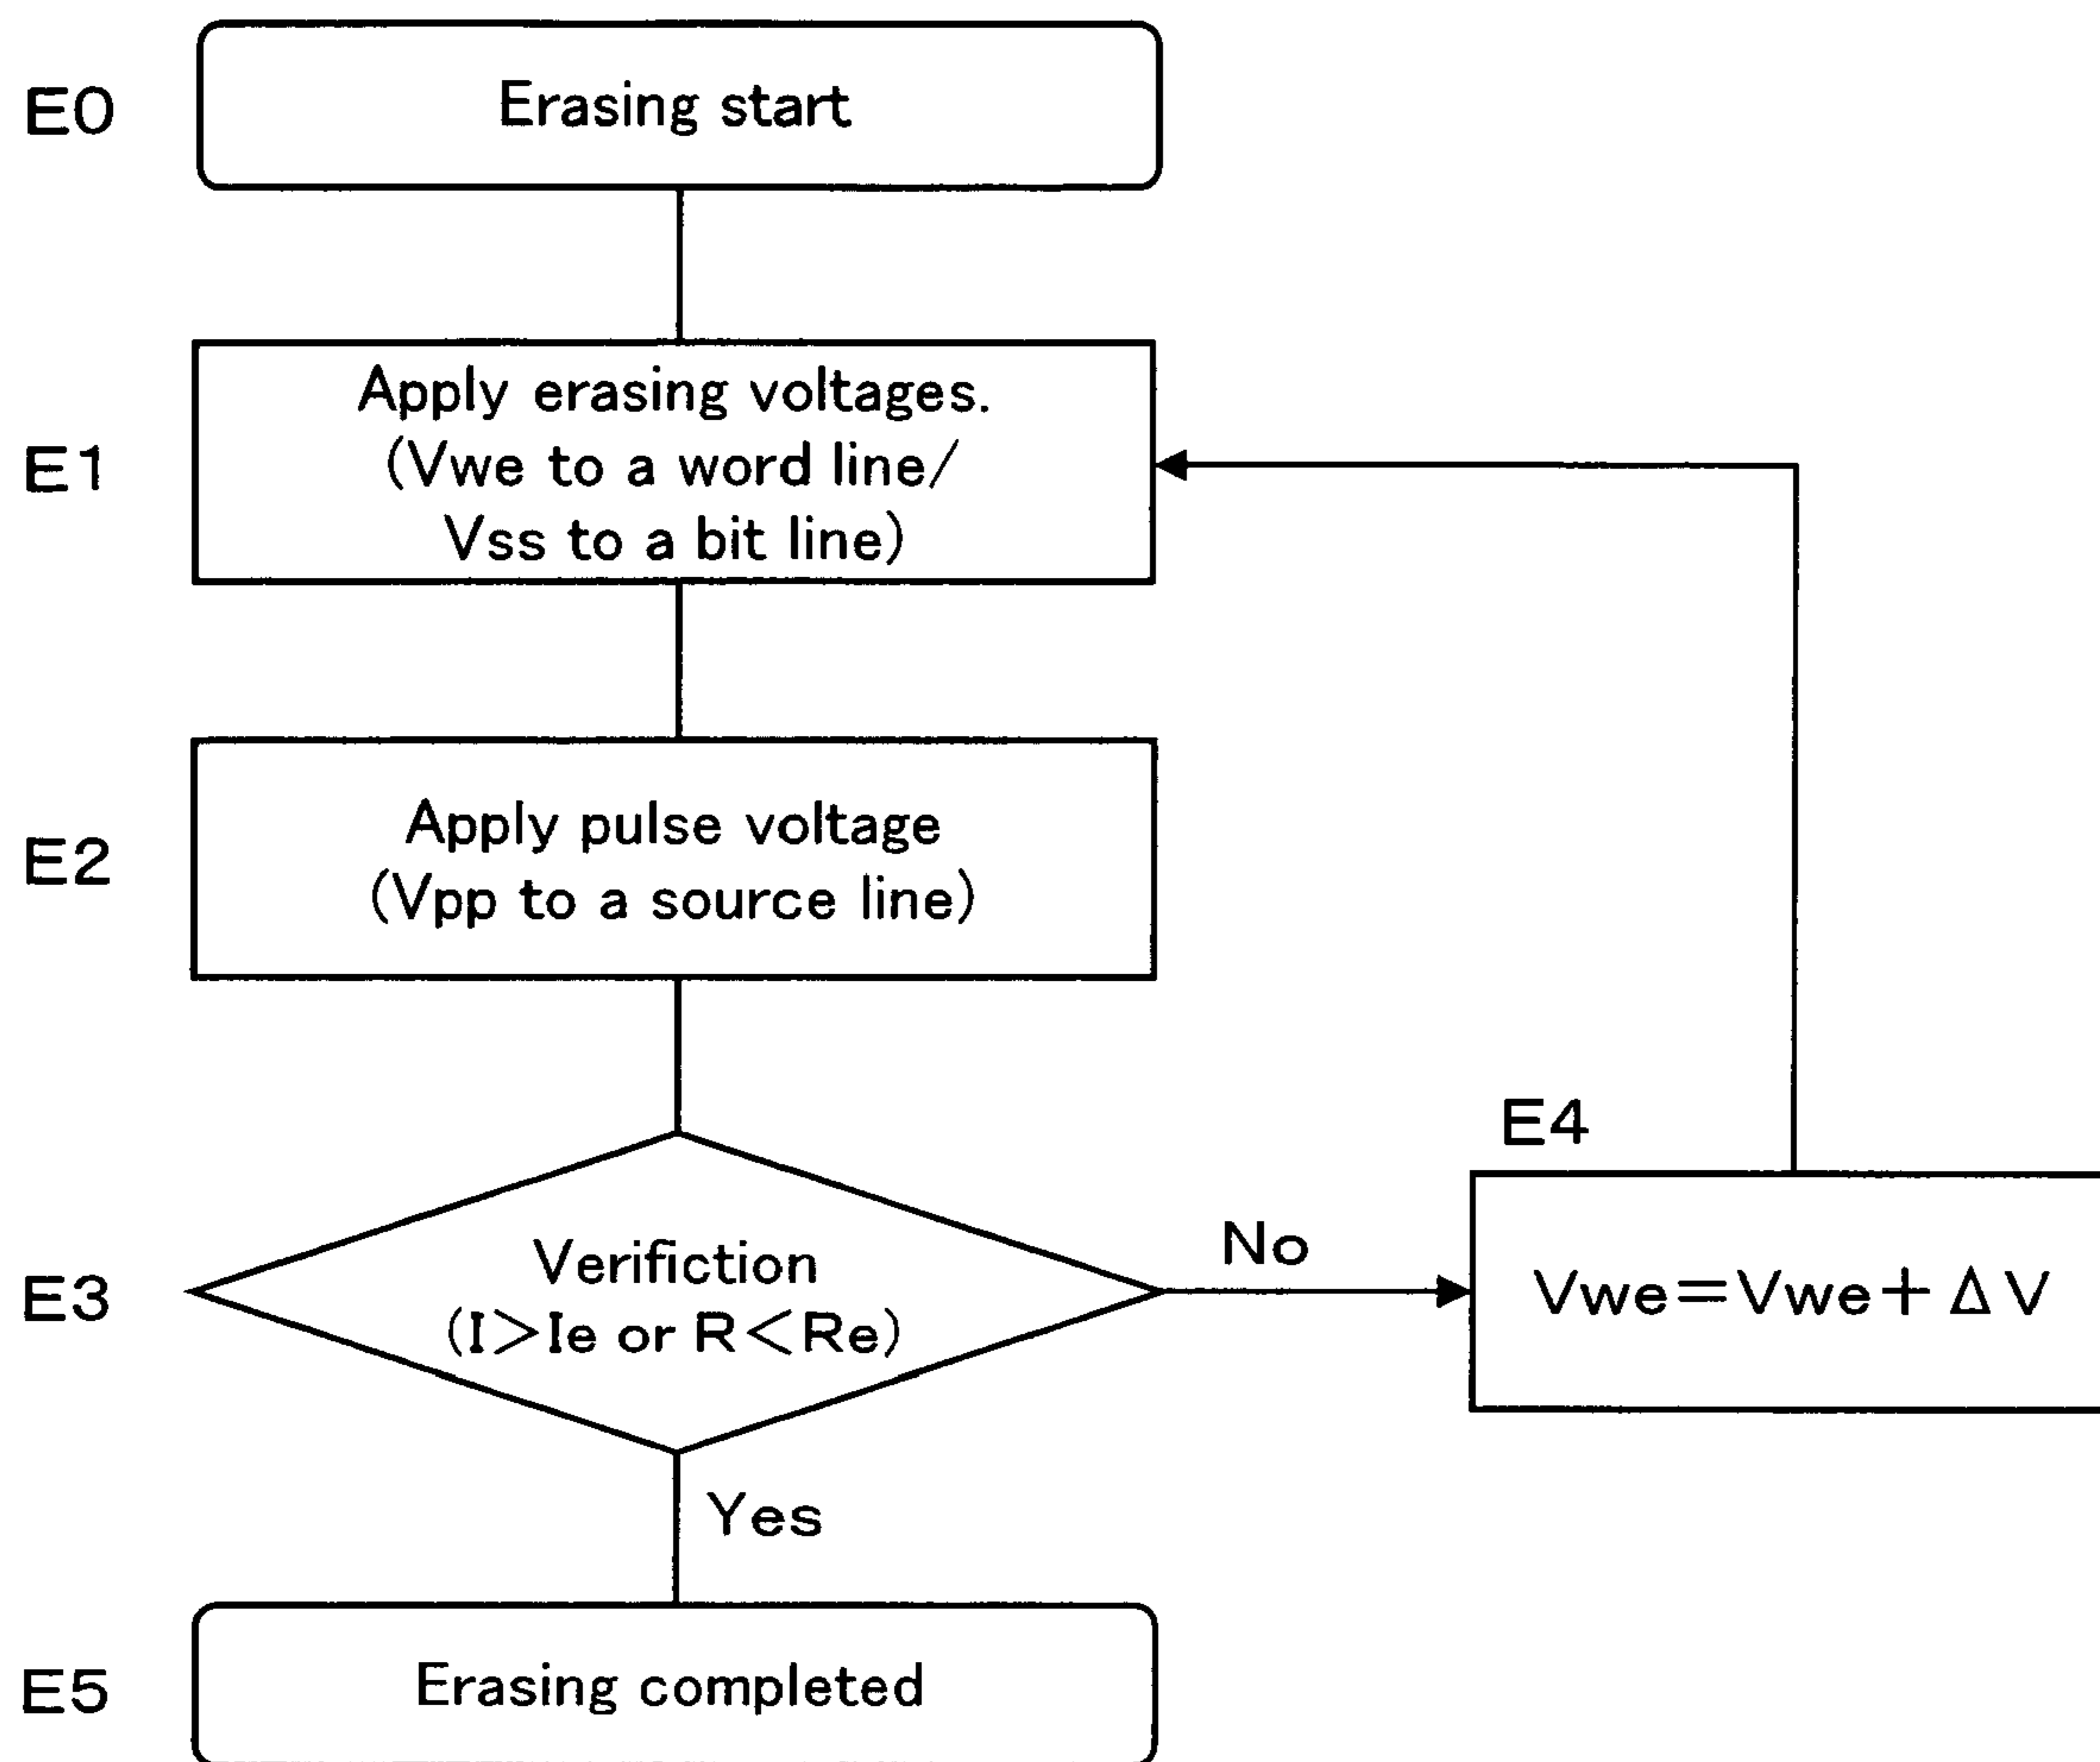 E0
Erasing start
E1
Apply erasing voltages.
(Vwe to a word line/
Vss to a bit line)
E2
Apply pulse voltage
(Vpp to a source line)
E3
Verifiction
(I>Ie or R<Re)
No
E4
Vwe=Vwe+ΔV
Yes
E5
Erasing completed